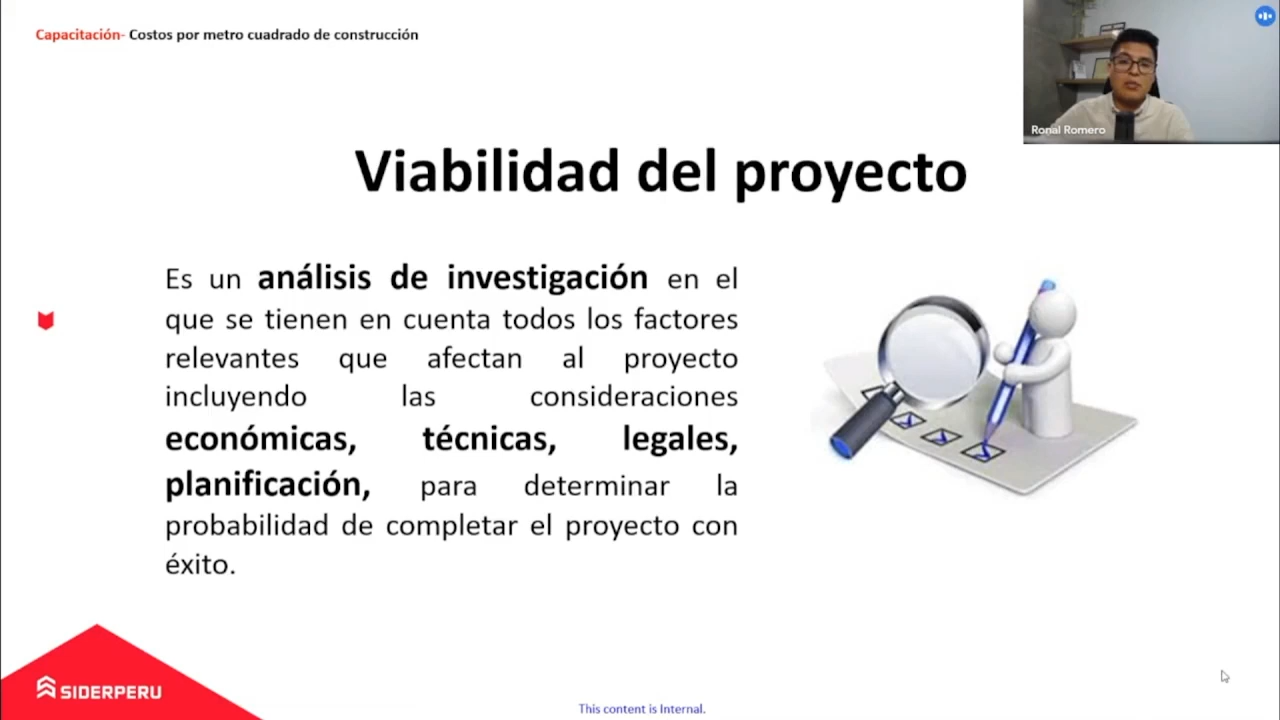 Capacitación- Costos por metro cuadrado de construcción
Ronal Romero
Viabilidad del proyecto
Es un análisis de investigación en el
que se tienen en cuenta todos los factores
relevantes que afectan al proyecto
incluyendo las consideraciones
económicas, técnicas, legales,
planificación, para determinar la
probabilidad de completar el proyecto con
éxito.
SIDERPERU
This content is Internal.